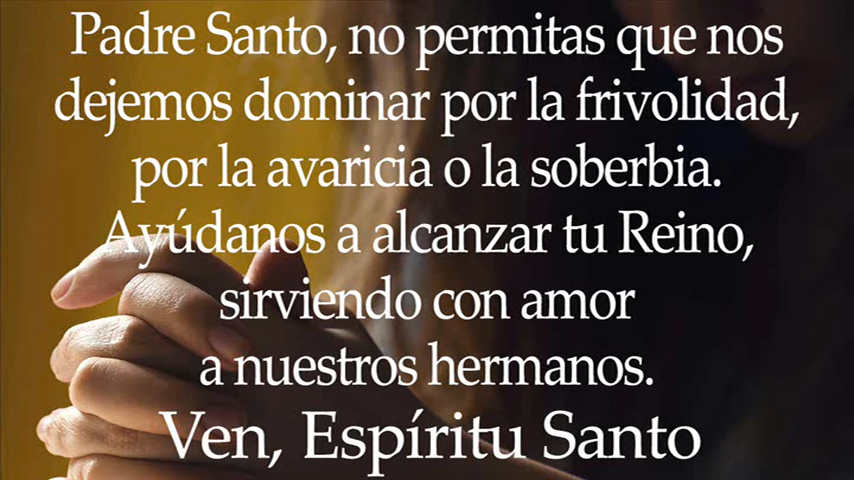 Padre Santo, no permitas que nos
dejemos dominar por la frivolidad,
por la avaricia o la soberbia.
Ayúdanos a alcanzar tu Reino,
sirviendo con amor
a nuestros hermanos.
Ven, Espíritu Santo